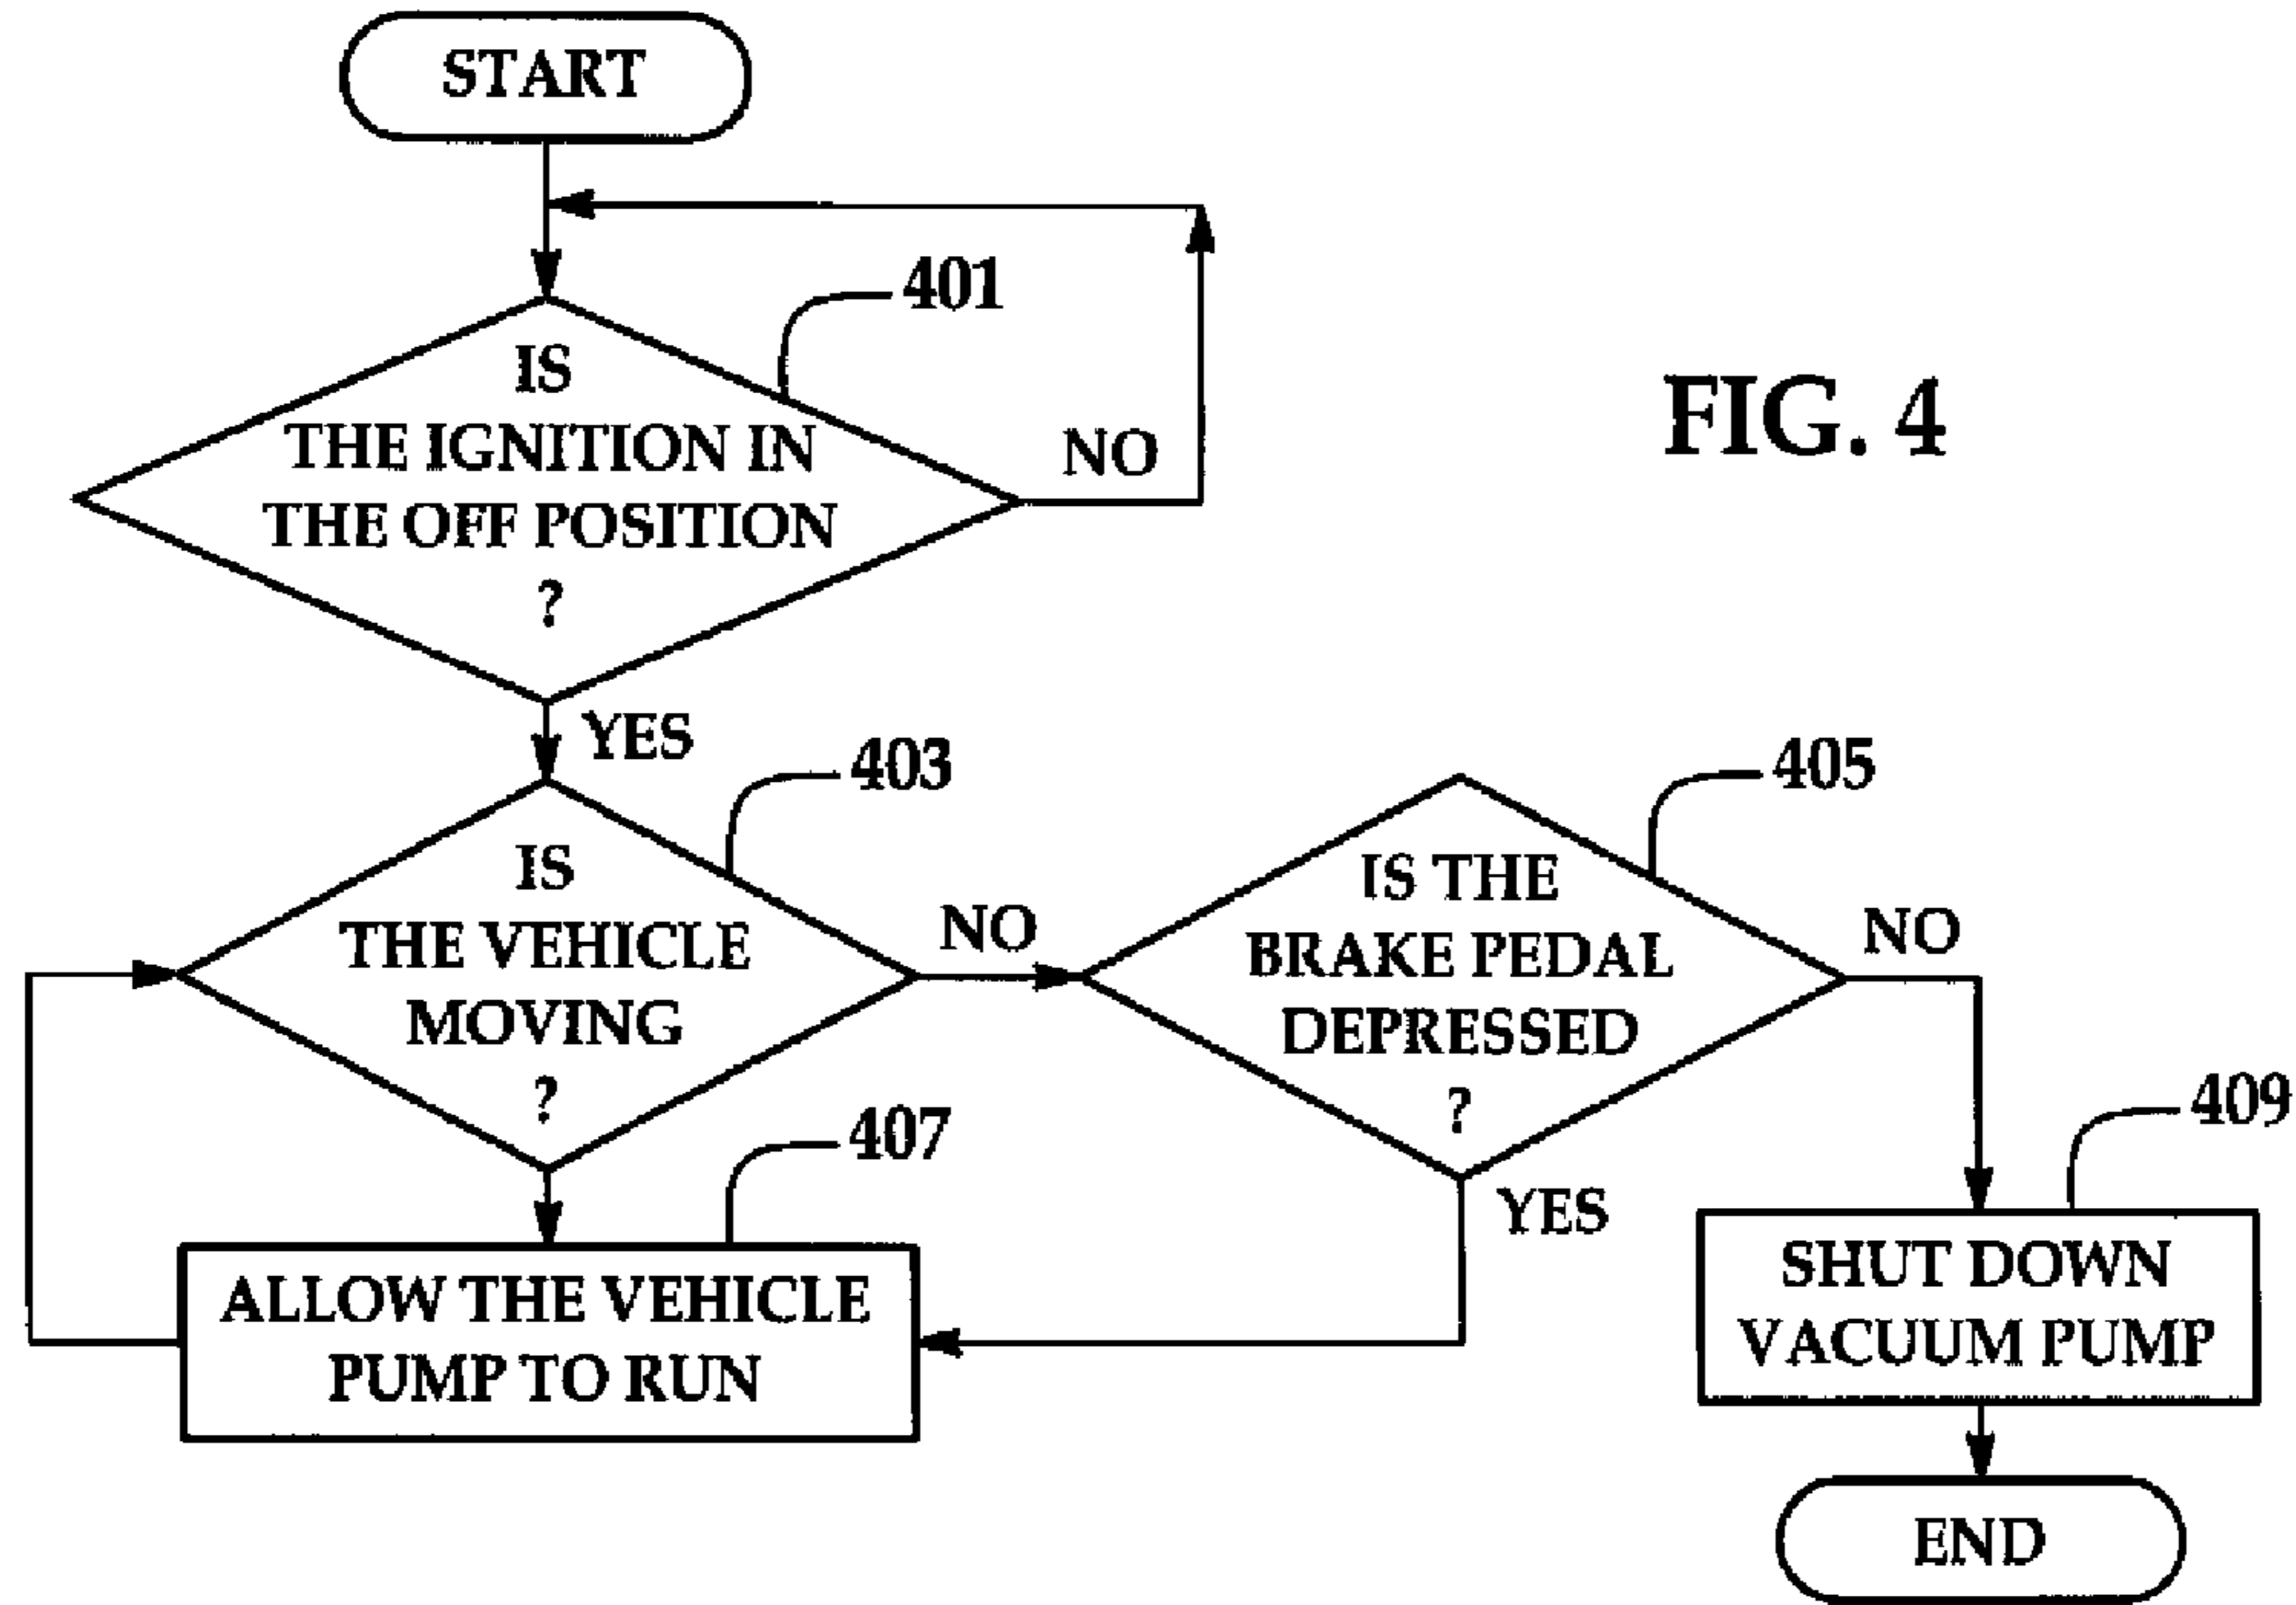 START
401
IS
THE IGNITION IN
THE OFF POSITION
?
NO
FIG. 4
YES
403
IS
THE VEHICLE
MOVING
?
NO
405
IS THE
BRAKE PEDAL
DEPRESSED
?
NO
YES
407
ALLOW THE VEHICLE
PUMP TO RUN
409
SHUT DOWN
VACUUM PUMP
END